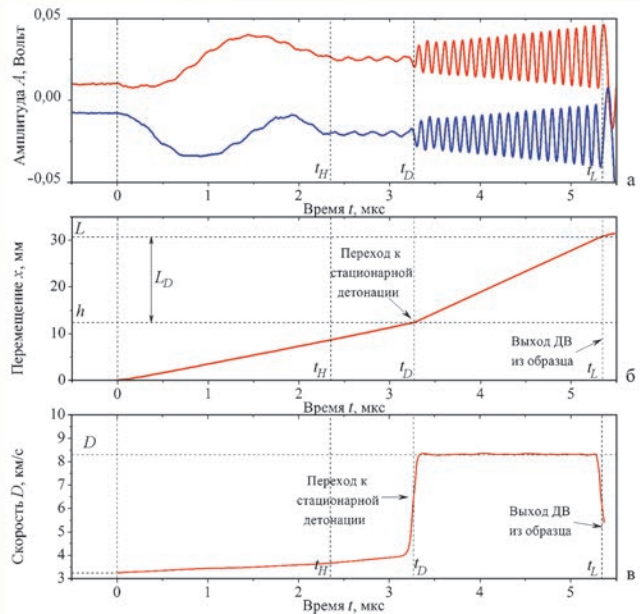 Амплитуда A, Вольт
0,05
0,00
-0,05
t_H
t_D
t_L
а
0
1
2
3
4
5
Время t, мкс
Перемещение x, мм
L
30
20
h
10
0
L_D
Переход к
стационарной
детонации
Выход ДВ
из образца
t_H
t_D
t_L
б
0
1
2
3
4
5
Время t, мкс
Скорость D, км/с
10
9
D
8
7
6
5
4
3
Переход к
стационарной
детонации
Выход ДВ
из образца
t_H
t_D
t_L
в
0
1
2
3
4
5
Время t, мкс